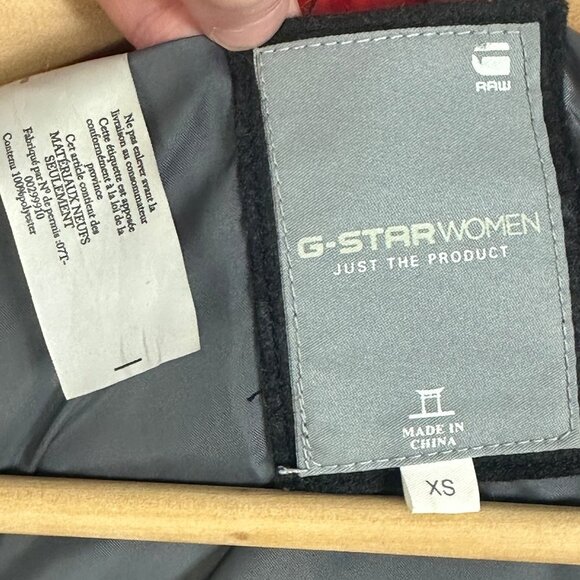 Ne pas enlever avant la
livraison au consommateur
Cette étiquette est apposée
conformément à la loi de la
province
Cet article contient des
MATÉRIAUX NEUFS
SEULEMENT
Fabriqué par N° de permis :07T-
00299910
Contenu 100%polyester
RAW
G-STAR WOMEN
JUST THE PRODUCT
MADE IN
CHINA
XS